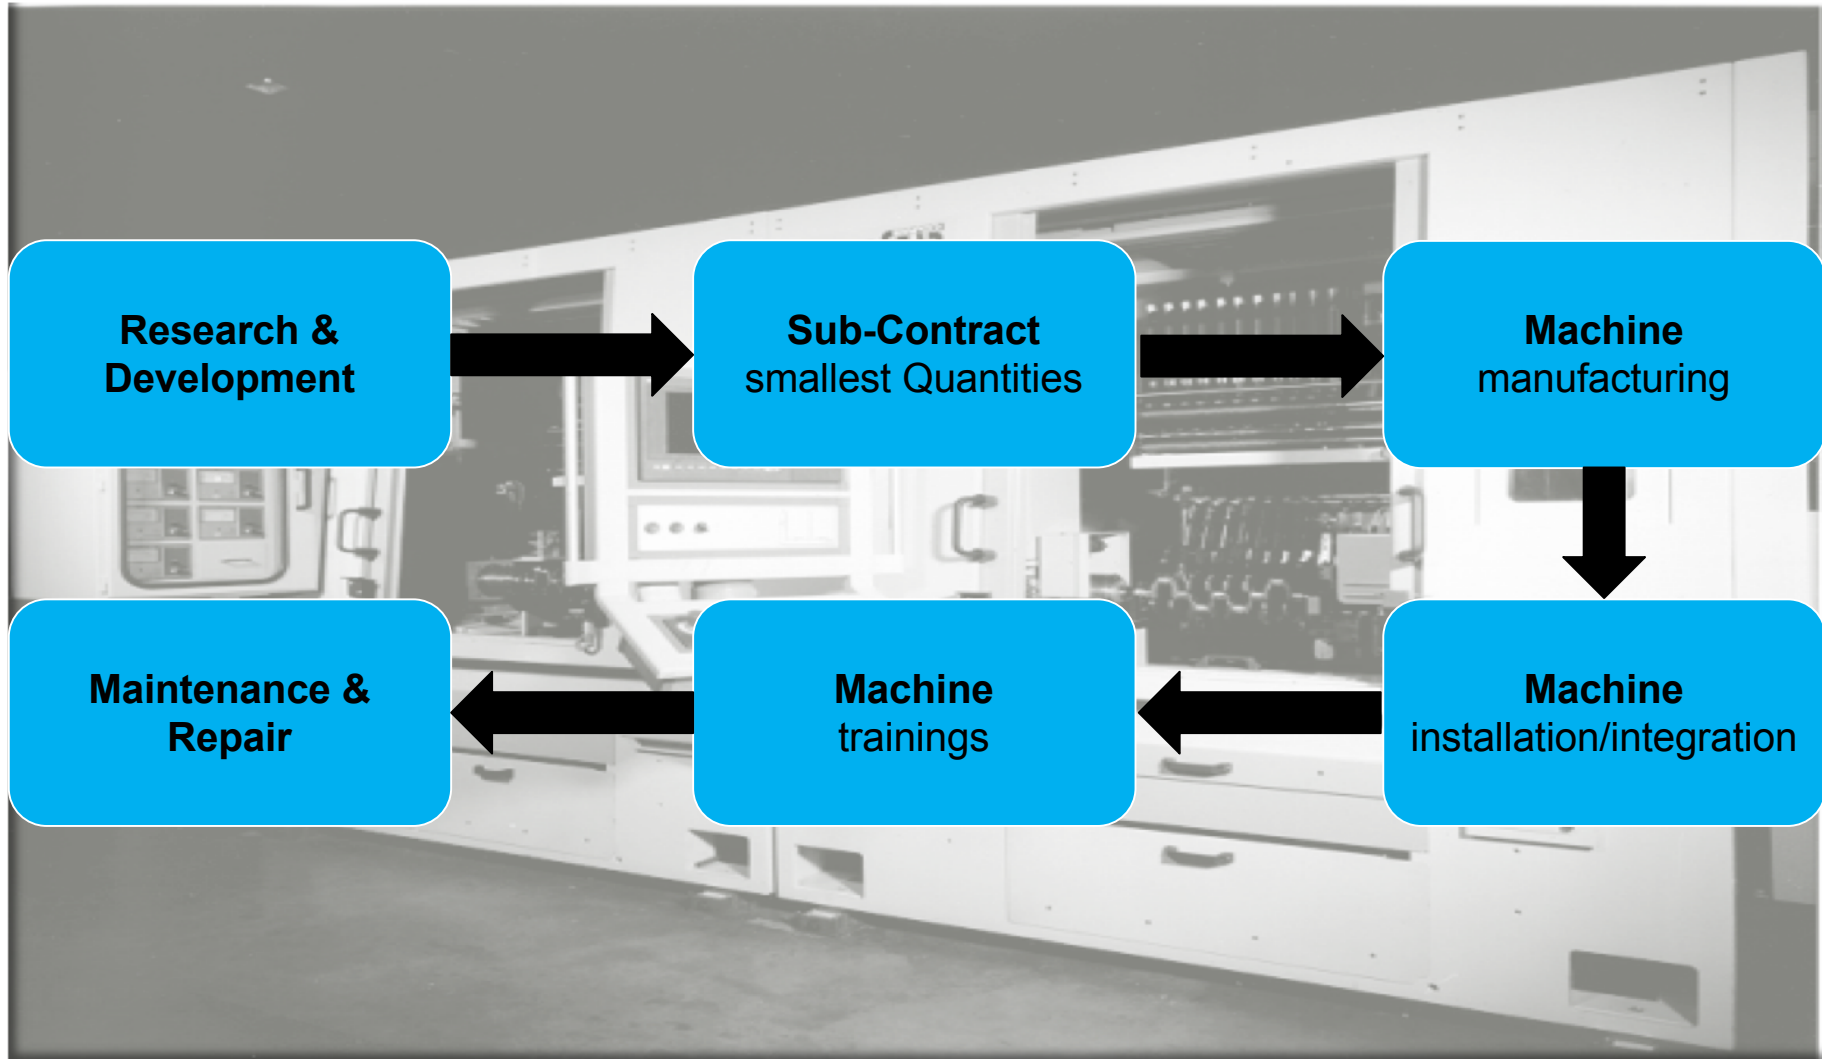 Research &
Development
Sub-Contract
smallest Quantities
Machine
manufacturing
Machine
installation/integration
Machine
trainings
Maintenance &
Repair